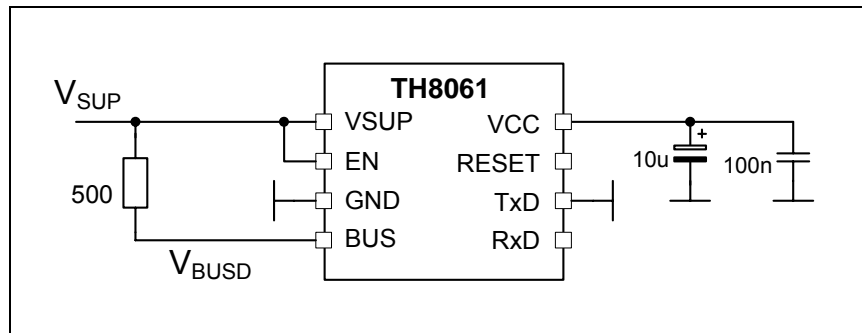 TH8061
V_SUP
VSUP
VCC
EN
RESET
10u
+
100n
500
GND
TxD
BUS
RxD
V_BUSD